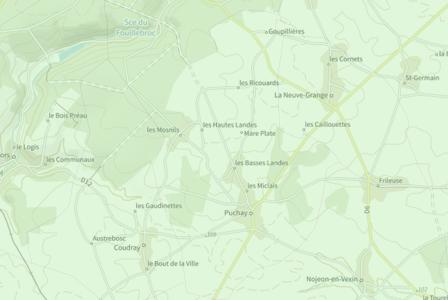 Sce du
Fouillebroc
Goupillières
les Cornets
la
St-Germain
les Ricouards
La Neuve-Grange
le Bois Préau
les Mosnils
les Hautes Landes
Mare Plate
les Caillouettes
le Logis
les Communaux
les Basses Landes
D12
les Miclais
Frileuse
les Gaudinettes
Puchay
D6
Austrebosc
Coudray
le Bout de la Ville
Nojeon-en-Vexin